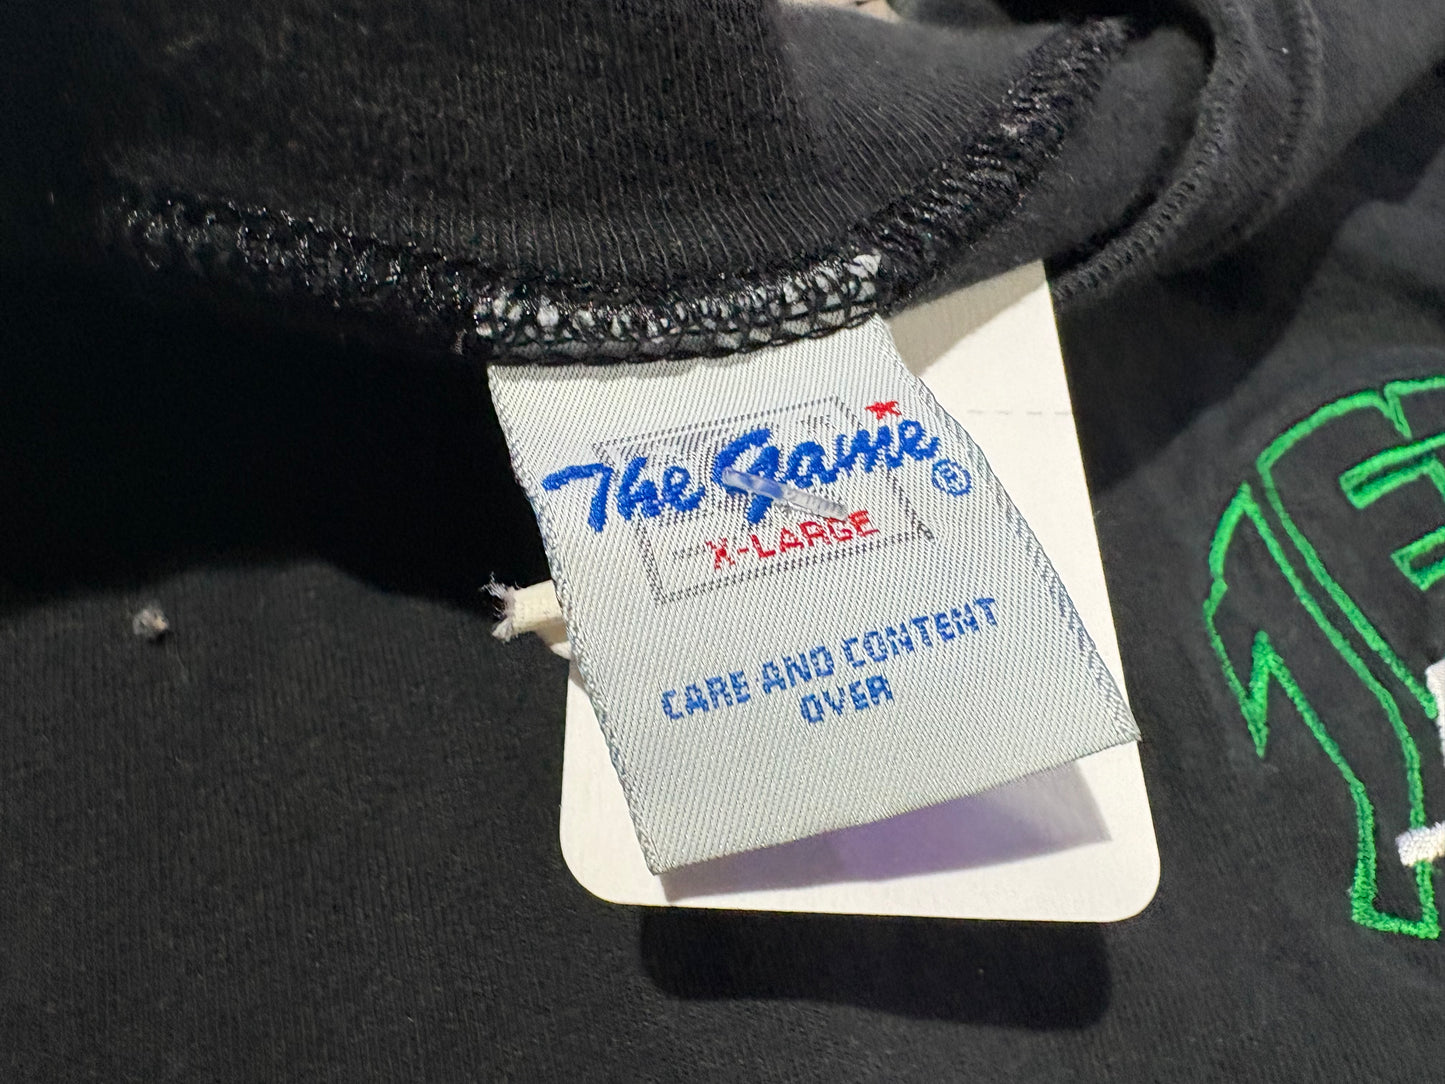 The Game®
X-LARGE
CARE AND CONTENT
OVER